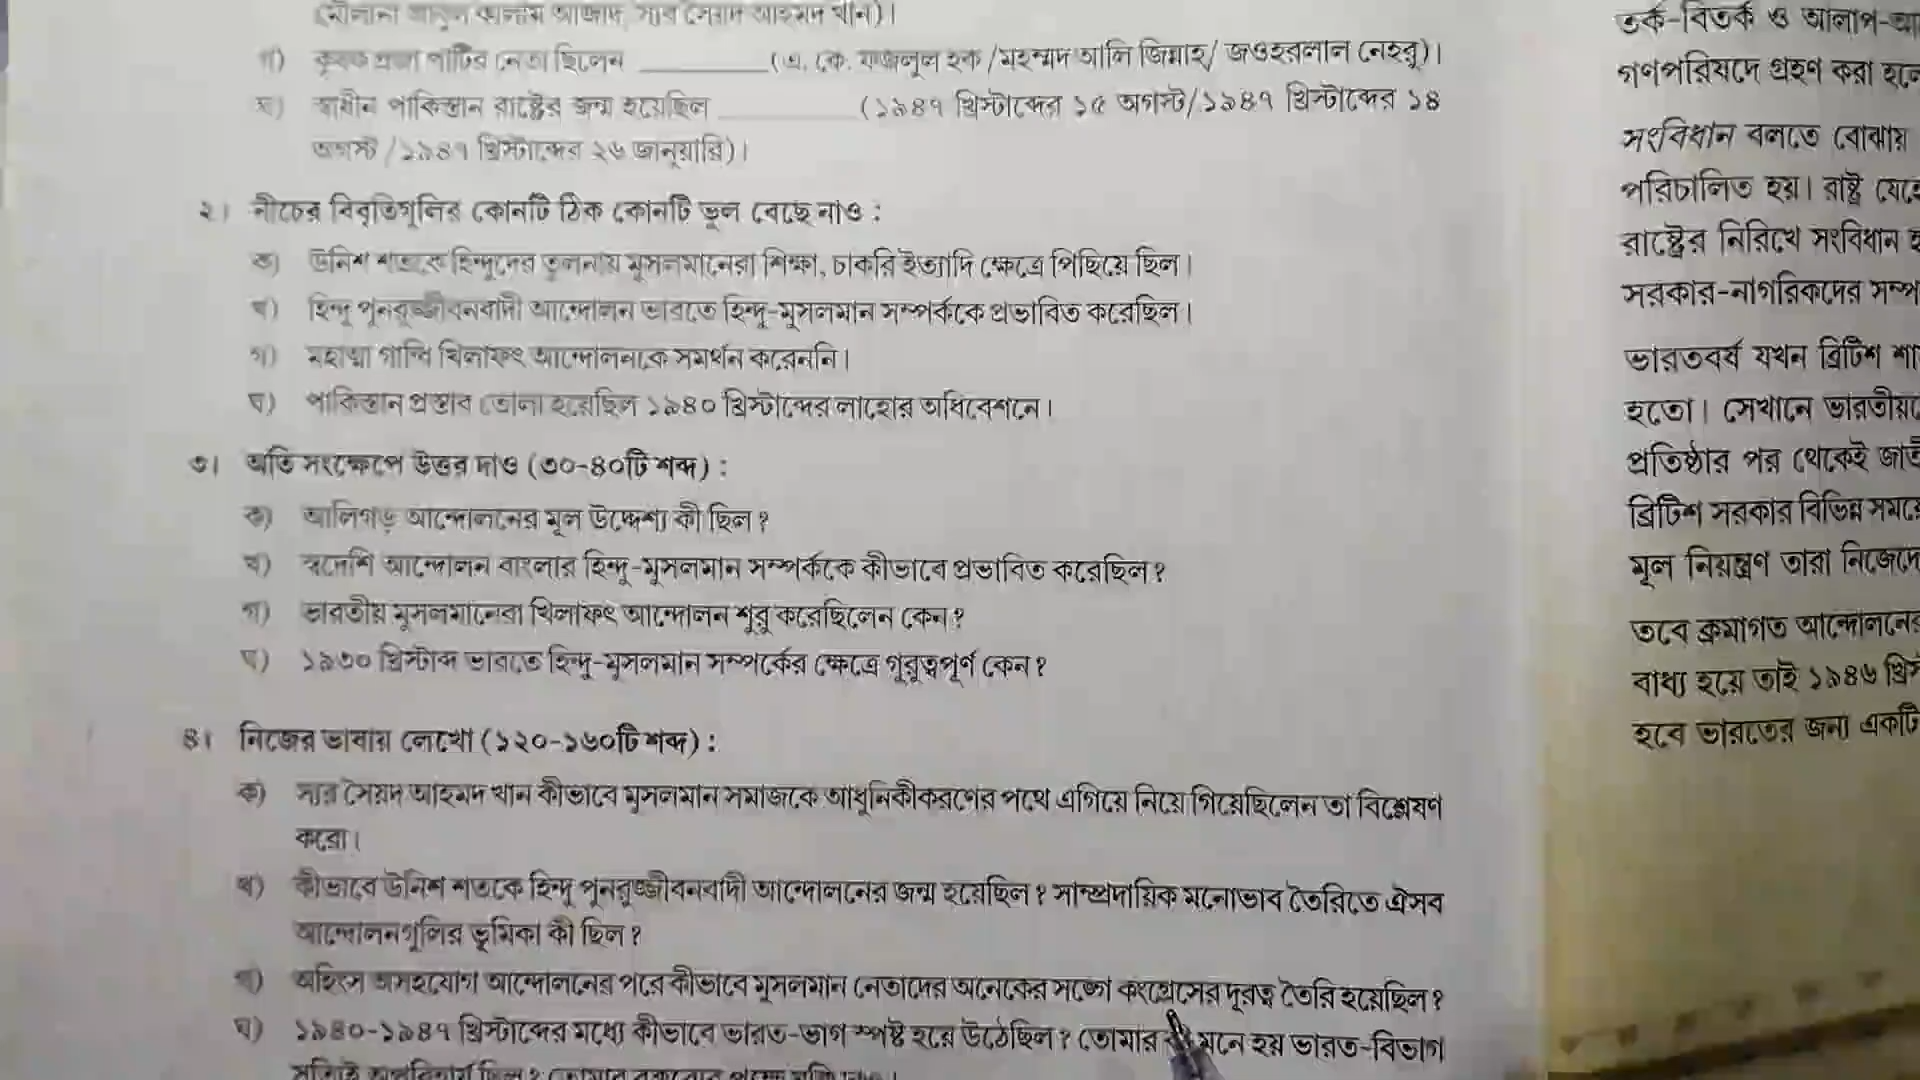 (মৌলানা আবুল কালাম আজাদ, স্যর সৈয়দ আহমদ খান)।
গ) কৃষক প্রজা পার্টির নেতা ছিলেন ________ (এ. কে. ফজলুল হক /মহম্মদ আলি জিন্নাহ/ জওহরলাল নেহরু)।
ঘ) স্বাধীন পাকিস্তান রাষ্ট্রের জন্ম হয়েছিল ________ (১৯৪৭ খ্রিস্টাব্দের ১৫ অগস্ট/১৯৪৭ খ্রিস্টাব্দের ১৪
অগস্ট /১৯৪৭ খ্রিস্টাব্দের ২৬ জানুয়ারি)।
২। নীচের বিবৃতিগুলির কোনটি ঠিক কোনটি ভুল বেছে নাও :
ক) উনিশ শতকে হিন্দুদের তুলনায় মুসলমানেরা শিক্ষা, চাকরি ইত্যাদি ক্ষেত্রে পিছিয়ে ছিল।
খ) হিন্দু পুনরুজ্জীবনবাদী আন্দোলন ভারতে হিন্দু-মুসলমান সম্পর্ককে প্রভাবিত করেছিল।
গ) মহাত্মা গান্ধি খিলাফৎ আন্দোলনকে সমর্থন করেননি।
ঘ) পাকিস্তান প্রস্তাব তোলা হয়েছিল ১৯৪০ খ্রিস্টাব্দের লাহোর অধিবেশনে।
৩। অতি সংক্ষেপে উত্তর দাও (৩০-৪০টি শব্দ) :
ক) আলিগড় আন্দোলনের মূল উদ্দেশ্য কী ছিল?
খ) স্বদেশি আন্দোলন বাংলার হিন্দু-মুসলমান সম্পর্ককে কীভাবে প্রভাবিত করেছিল?
গ) ভারতীয় মুসলমানেরা খিলাফৎ আন্দোলন শুরু করেছিলেন কেন?
ঘ) ১৯৩০ খ্রিস্টাব্দ ভারতে হিন্দু-মুসলমান সম্পর্কের ক্ষেত্রে গুরুত্বপূর্ণ কেন?
৪। নিজের ভাষায় লেখো (১২০-১৬০টি শব্দ) :
ক) স্যর সৈয়দ আহমদ খান কীভাবে মুসলমান সমাজকে আধুনিকীকরণের পথে এগিয়ে নিয়ে গিয়েছিলেন তা বিশ্লেষণ
করো।
খ) কীভাবে উনিশ শতকে হিন্দু পুনরুজ্জীবনবাদী আন্দোলনের জন্ম হয়েছিল? সাম্প্রদায়িক মনোভাব তৈরিতে ঐসব
আন্দোলনগুলির ভূমিকা কী ছিল?
গ) অহিংস অসহযোগ আন্দোলনের পরে কীভাবে মুসলমান নেতাদের অনেকের সঙ্গে কংগ্রেসের দূরত্ব তৈরি হয়েছিল?
ঘ) ১৯৪০-১৯৪৭ খ্রিস্টাব্দের মধ্যে কীভাবে ভারত-ভাগ স্পষ্ট হয়ে উঠেছিল? তোমার মনে হয় ভারত-বিভাগ
তর্ক-বিতর্ক ও আলাপ-আ
গণপরিষদে গ্রহণ করা হলে
সংবিধান বলতে বোঝায়
পরিচালিত হয়। রাষ্ট্র যেহে
রাষ্ট্রের নিরিখে সংবিধান হ
সরকার-নাগরিকদের সম্প
ভারতবর্ষ যখন ব্রিটিশ শা
হতো। সেখানে ভারতীয়দে
প্রতিষ্ঠার পর থেকেই জাতী
ব্রিটিশ সরকার বিভিন্ন সময়ে
মূল নিয়ন্ত্রণ তারা নিজেদে
তবে ক্রমাগত আন্দোলনের
বাধ্য হয়ে তাই ১৯৪৬ খ্রিস
হবে ভারতের জন্য একটি